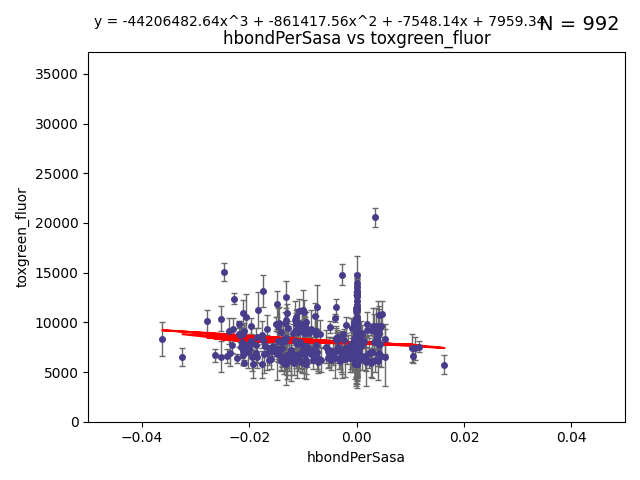 y = -44206482.64x^3 + -861417.56x^2 + -7548.14x + 7959.34
N = 992
hbondPerSasa vs toxgreen_fluor
35000
30000
25000
20000
15000
10000
5000
0
toxgreen_fluor
−0.04
−0.02
0.00
0.02
0.04
hbondPerSasa